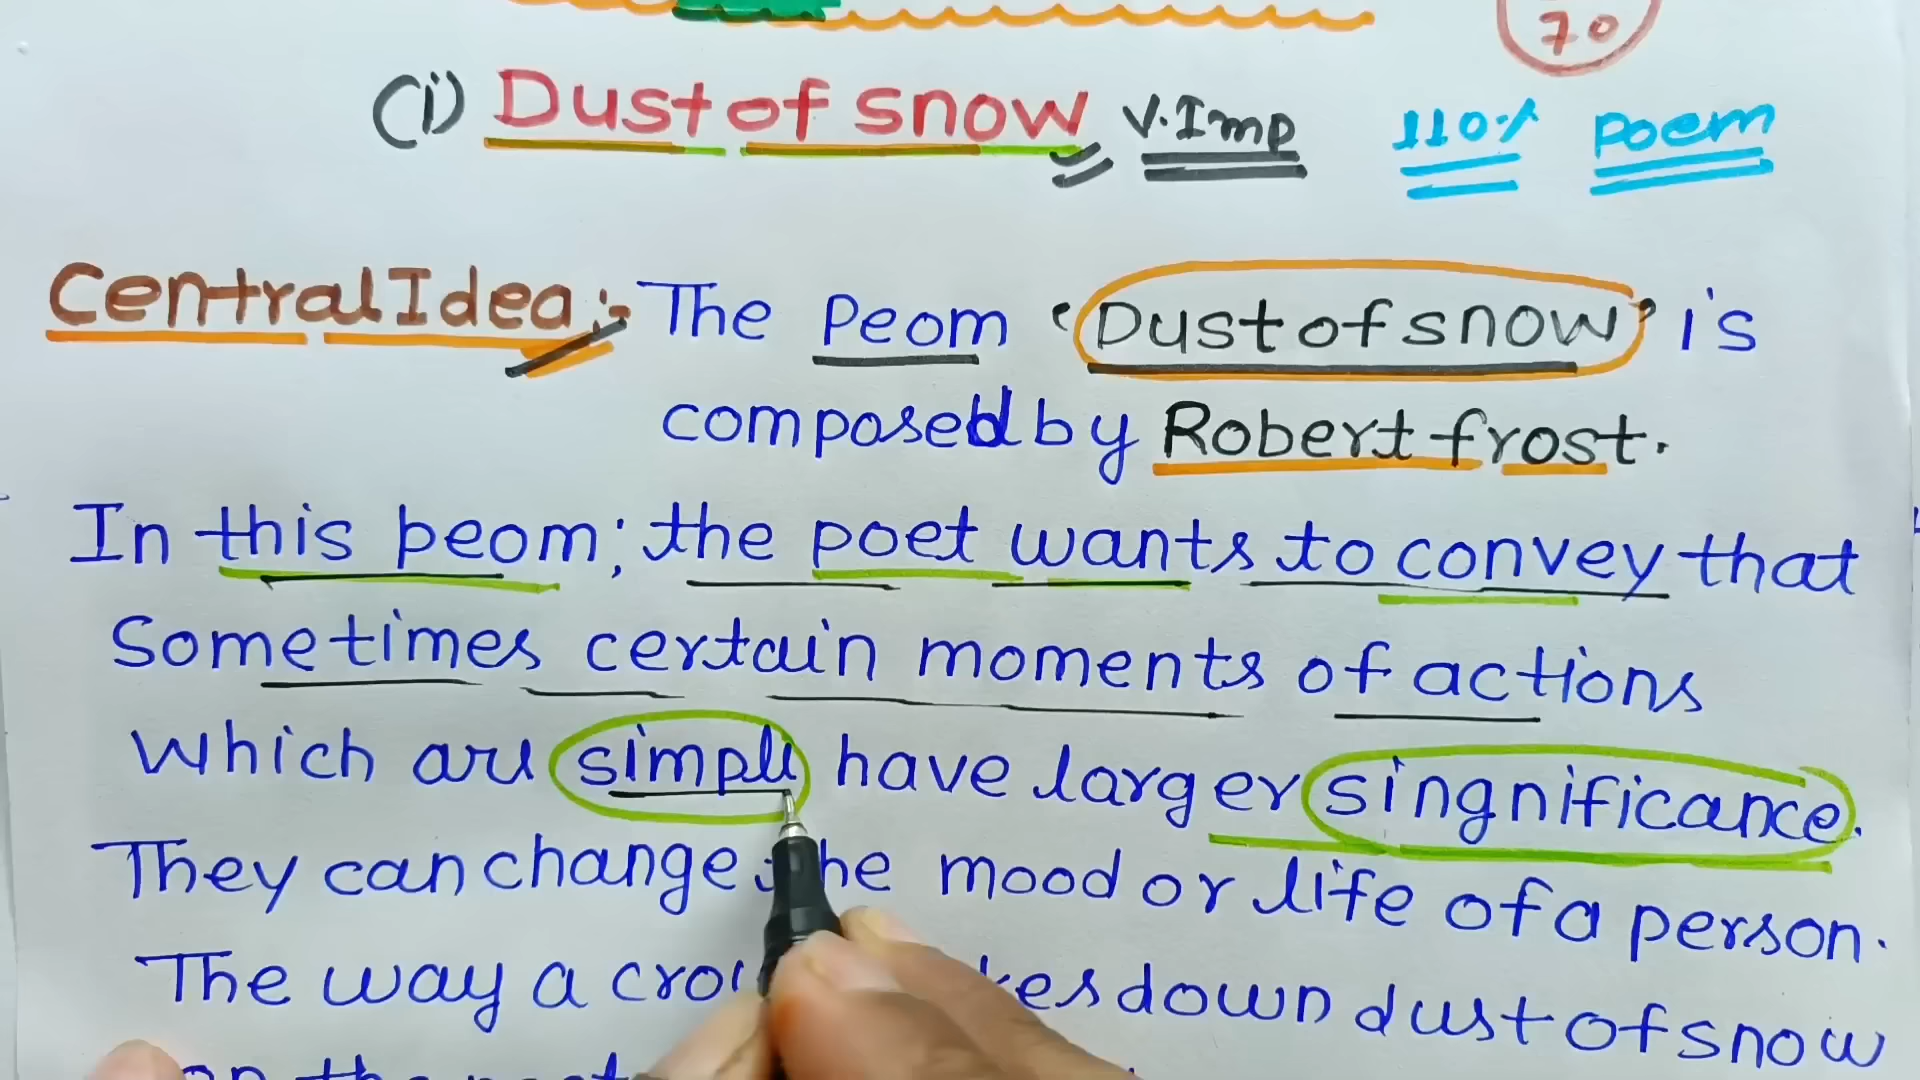 70
(i) Dust of snow V.Imp 110% Poem
Central Idea :- The Peom 'Dust of snow' is
composed by Robert frost.
In this peom; the poet wants to convey that
Sometimes certain moments of actions
which are simple have larger singnificance.
They can change the mood or life of a person.
The way a down dust of snow